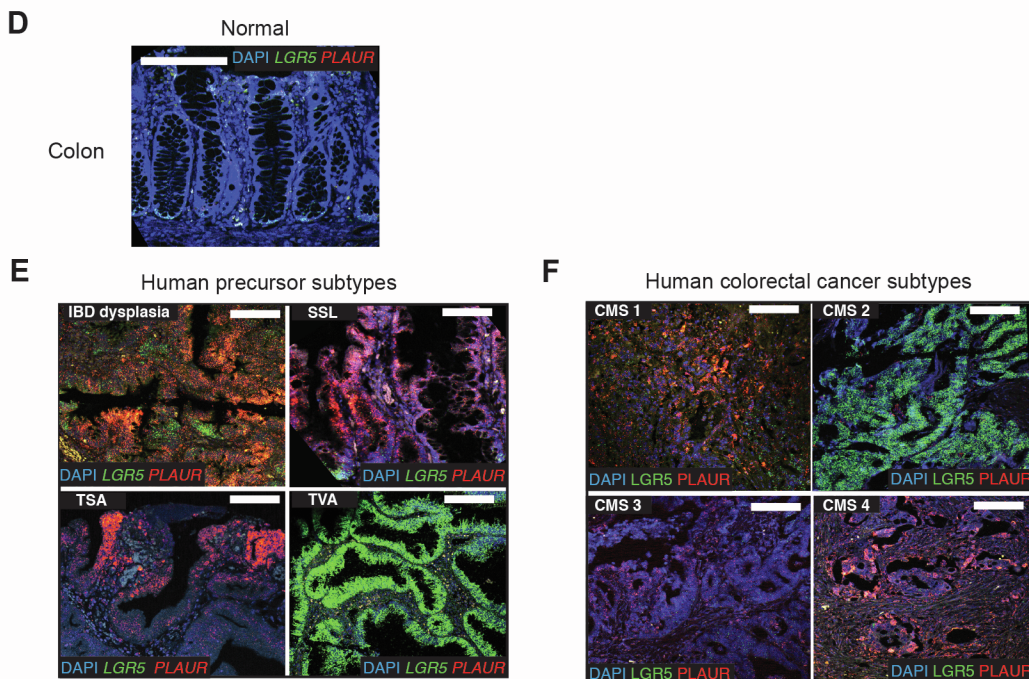 D
Normal
DAPI LGR5 PLAUR
Colon
E
Human precursor subtypes
IBD dysplasia
SSL
DAPI LGR5 PLAUR
DAPI LGR5 PLAUR
TSA
TVA
DAPI LGR5 PLAUR
DAPI LGR5 PLAUR
F
Human colorectal cancer subtypes
CMS 1
CMS 2
DAPI LGR5 PLAUR
DAPI LGR5 PLAUR
CMS 3
CMS 4
DAPI LGR5 PLAUR
DAPI LGR5 PLAUR